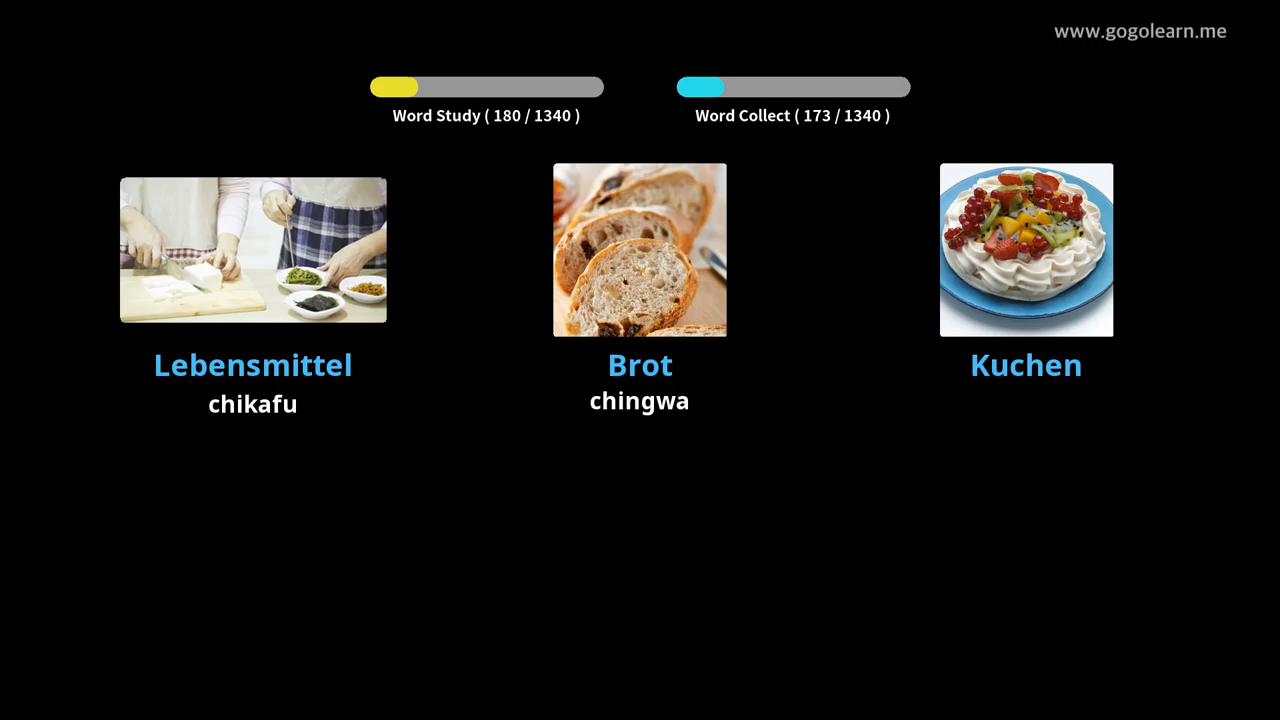 www.gogolearn.me
Word Study ( 180 / 1340 )
Word Collect ( 173 / 1340 )
Lebensmittel
chikafu
Brot
chingwa
Kuchen